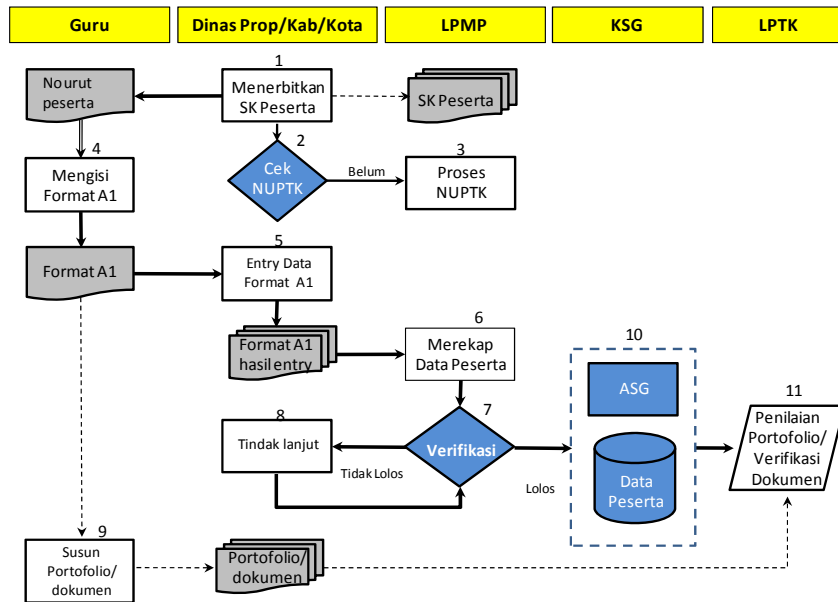 Guru
Dinas Prop/Kab/Kota
LPMP
KSG
LPTK
No urut
peserta
1
Menerbitkan
SK Peserta
SK Peserta
2
Cek
NUPTK
Belum
3
Proses
NUPTK
4
Mengisi
Format A1
Format A1
5
Entry Data
Format A1
Format A1
hasil entry
6
Merekap
Data Peserta
7
Verifikasi
8
Tindak lanjut
Tidak Lolos
Lolos
10
ASG
Data
Peserta
11
Penilaian
Portofolio/
Verifikasi
Dokumen
9
Susun
Portofolio/
dokumen
Portofolio/
dokumen